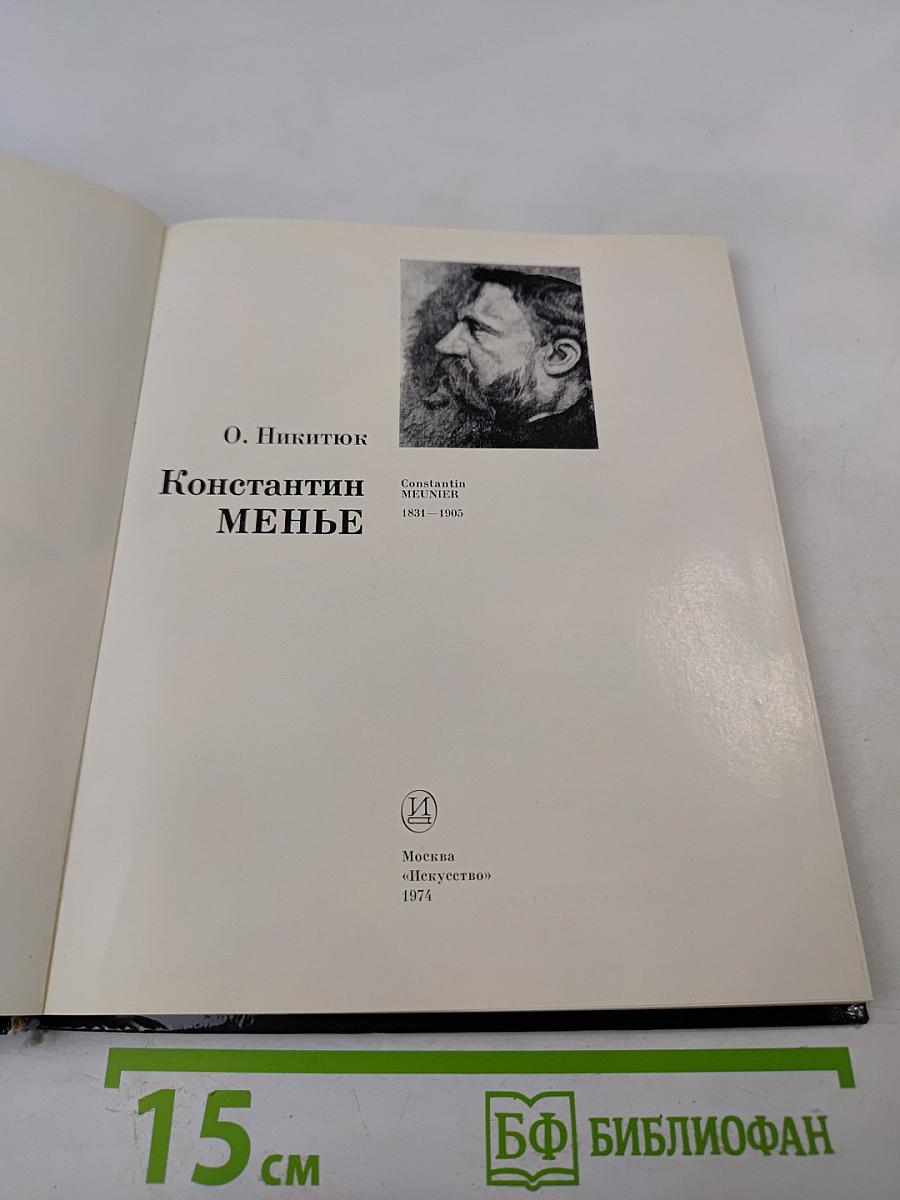 О. Никитюк
Константин
МЕНЬЕ
Constantin
MEUNIER
1831—1905
И
Москва
«Искусство»
1974
15 см
БФ БИБЛИОФАН